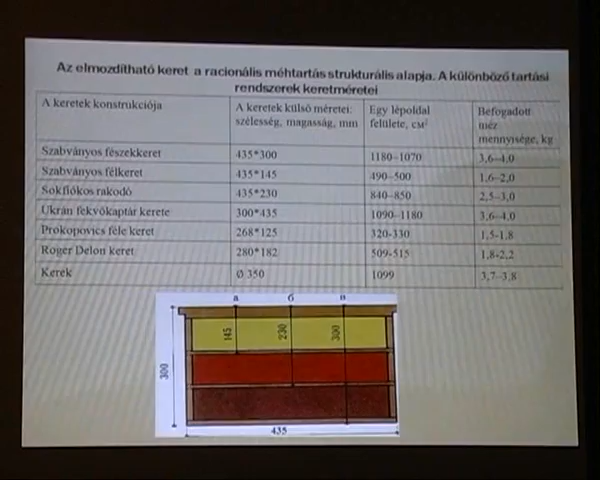 Az elmozdítható keret a racionális méhtartás strukturális alapja. A különböző tartási
rendszerek keretméretei
A keretek konstrukciója
A keretek külső méretei:
szélesség, magasság, mm
Egy lépoldal
felülete, см²
Befogadott
méz
mennyisége, kg
Szabványos fészekkeret 435*300 1180–1070 3,6–4,0
Szabványos félkeret 435*145 490–500 1,6–2,0
Sokfiókos rakodó 435*230 840–850 2,5–3,0
Ukrán fekvőkaptár kerete 300*435 1090–1180 3,6–4,0
Prokopovics féle keret 268*125 320-330 1,5-1,8
Roger Delon keret 280*182 509-515 1,8-2,2
Kerek Ø 350 1099 3,7–3,8
а б в
145 230 300
300
435